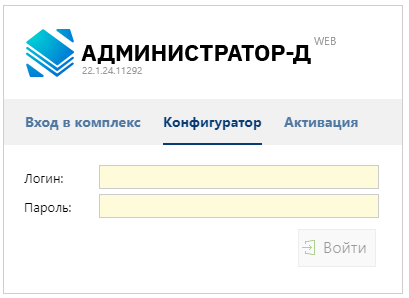 АДМИНИСТРАТОР-Д WEB
22.1.24.11292
Вход в комплекс Конфигуратор Активация
Логин:
Пароль:
Войти